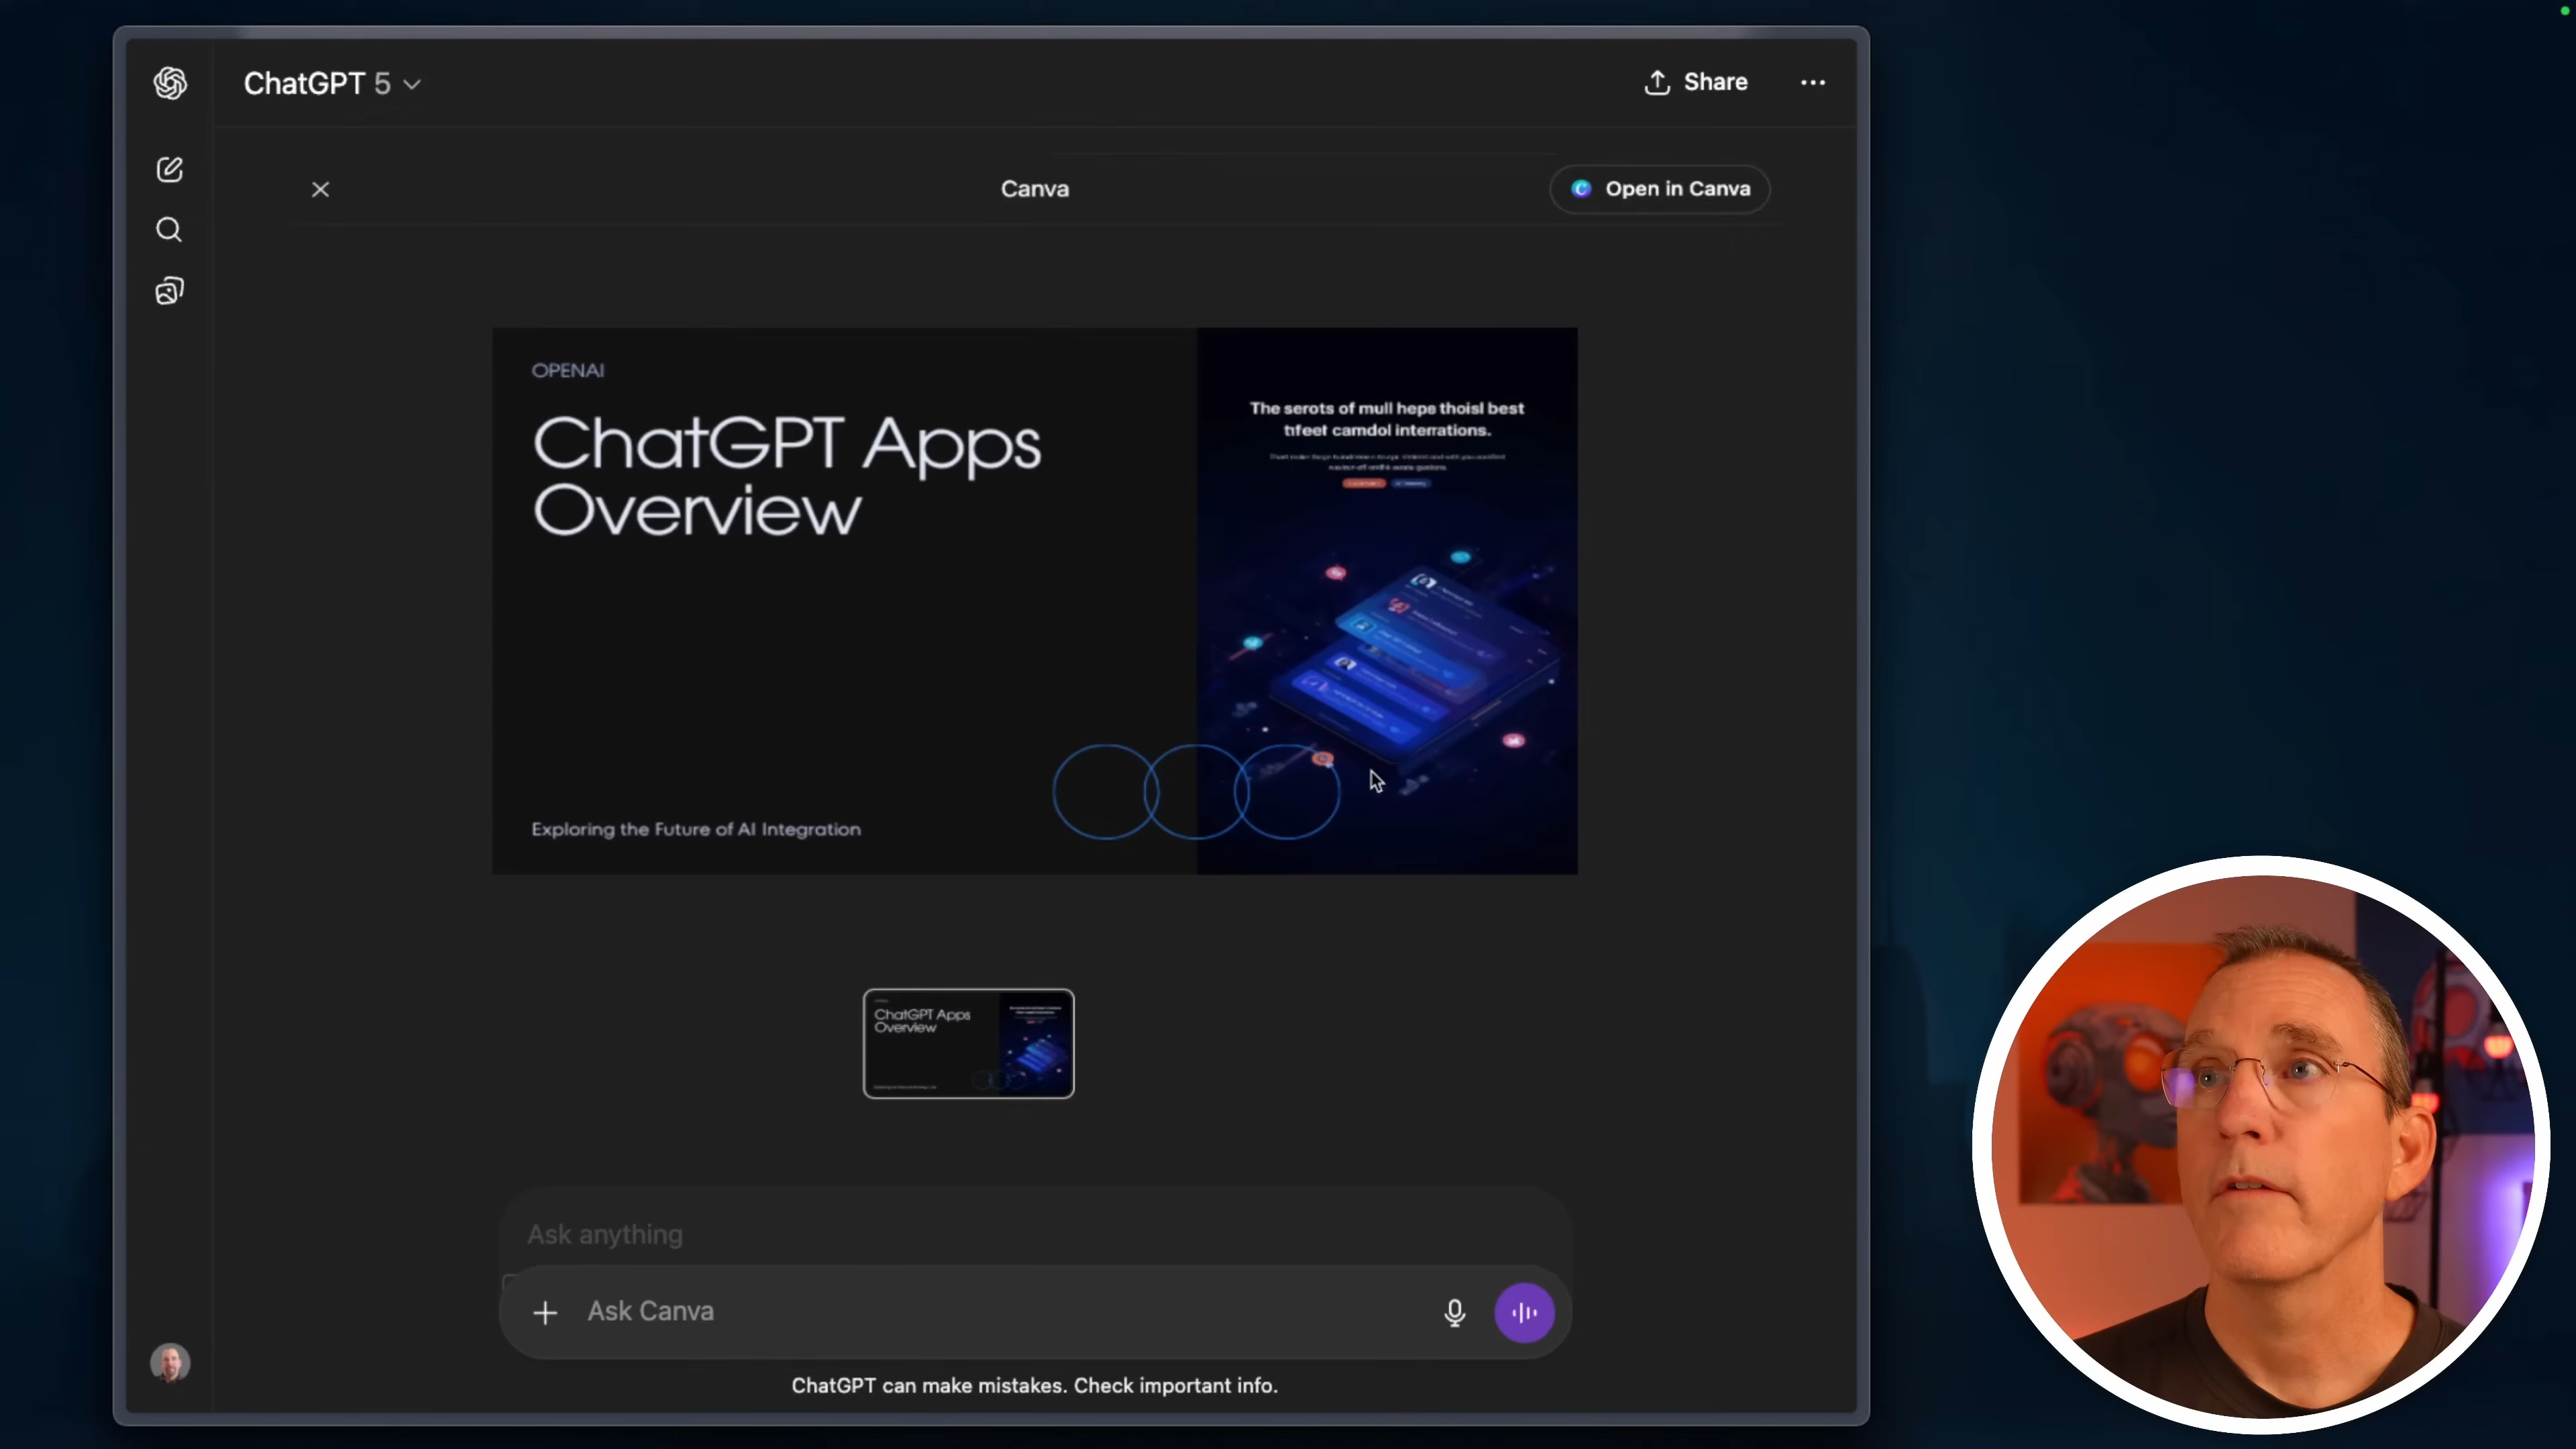 ChatGPT 5
Share
Canva
Open in Canva
OPENAI
ChatGPT Apps
Overview
The serots of mull hepe thoisl best
tifeet camdol interrations.
Exploring the Future of AI Integration
ChatGPT Apps
Overview
Ask anything
Ask Canva
ChatGPT can make mistakes. Check important info.